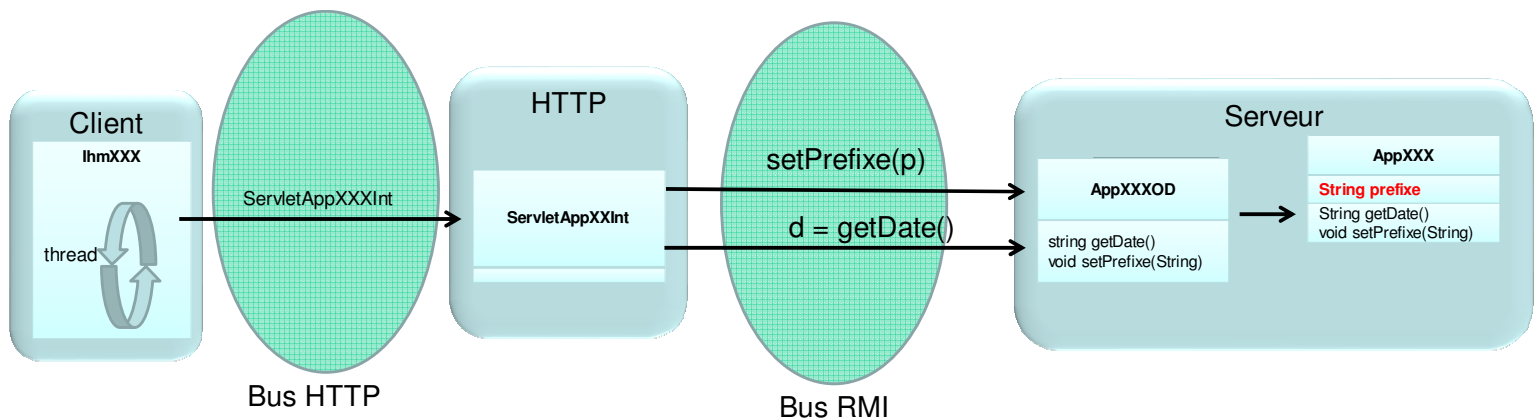 Client
IhmXXX
thread
ServletAppXXXInt
Bus HTTP
HTTP
ServletAppXXInt
setPrefixe(p)
d = getDate()
Bus RMI
Serveur
AppXXXOD
string getDate()
void setPrefixe(String)
AppXXX
String prefixe
String getDate()
void setPrefixe(String)